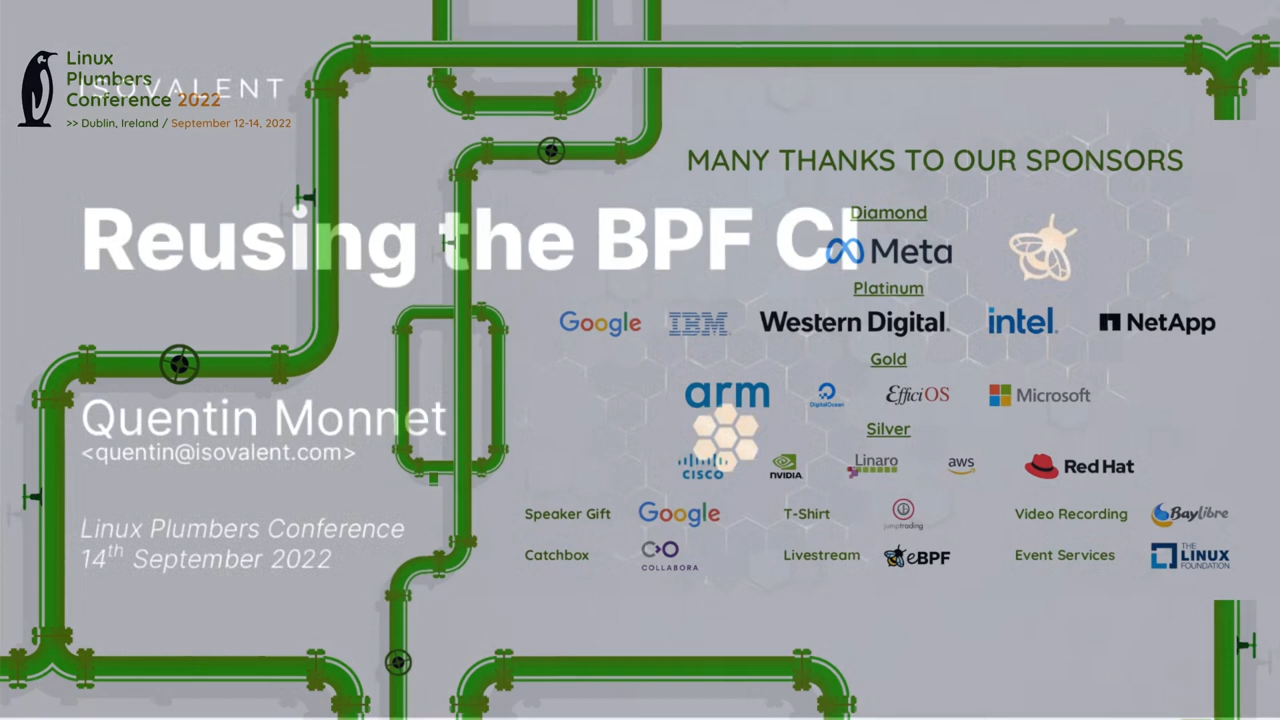 Linux
Plumbers
Conference 2022
>> Dublin, Ireland / September 12-14, 2022
ISOVALENT
MANY THANKS TO OUR SPONSORS
Reusing the BPF CI
Diamond
Meta
Platinum
Google IBM Western Digital. intel. NetApp
Gold
arm DigitalOcean EfficiOS Microsoft
Silver
CISCO NVIDIA Linaro aws Red Hat
Quentin Monnet
<quentin@isovalent.com>
Linux Plumbers Conference
14th September 2022
Speaker Gift Google T-Shirt jumptrading Video Recording Baylibre
Catchbox COLLABORA Livestream eBPF Event Services THE LINUX FOUNDATION